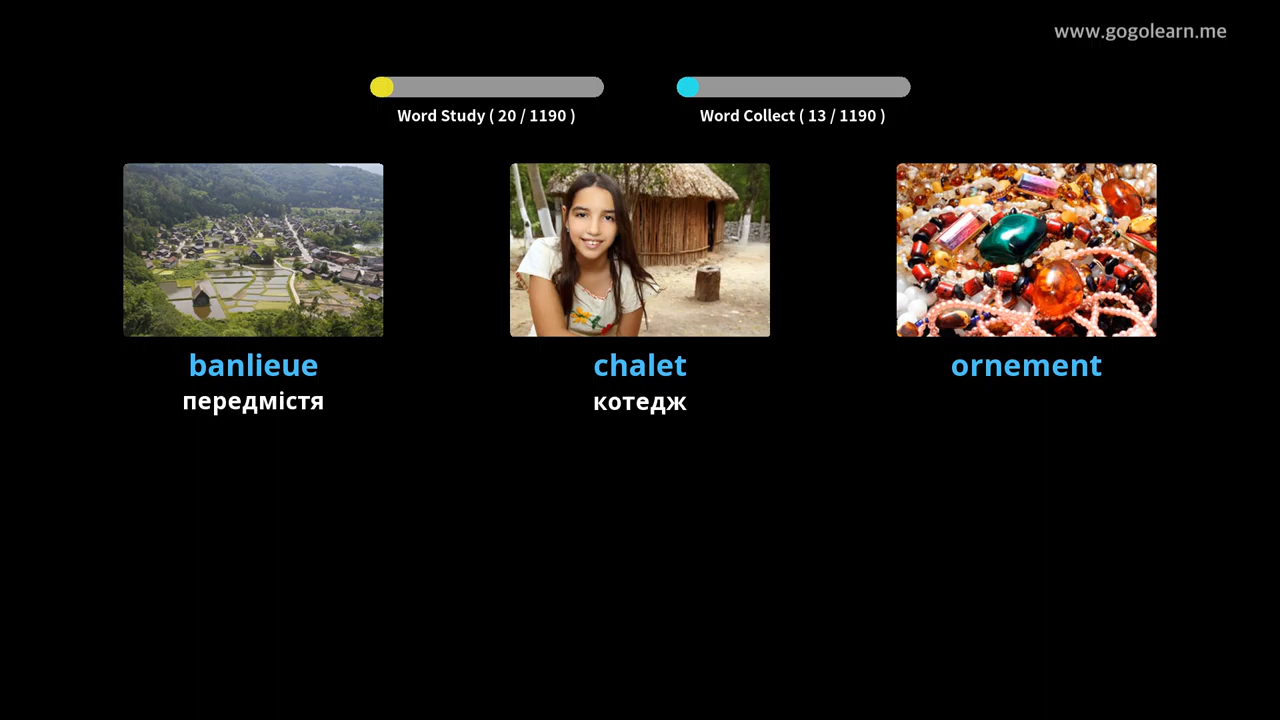 www.gogolearn.me
Word Study ( 20 / 1190 )
Word Collect ( 13 / 1190 )
banlieue
передмістя
chalet
котедж
ornement